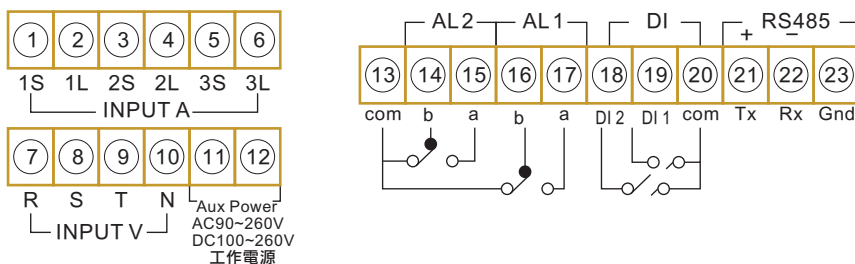 1 2 3 4 5 6
1S 1L 2S 2L 3S 3L
INPUT A
7 8 9 10 11 12
R S T N
INPUT V
Aux Power
AC90~260V
DC100~260V
工作電源
AL2 AL1 DI RS485
+ −
13 14 15 16 17 18 19 20 21 22 23
com b a b a DI2 DI1 com Tx Rx Gnd